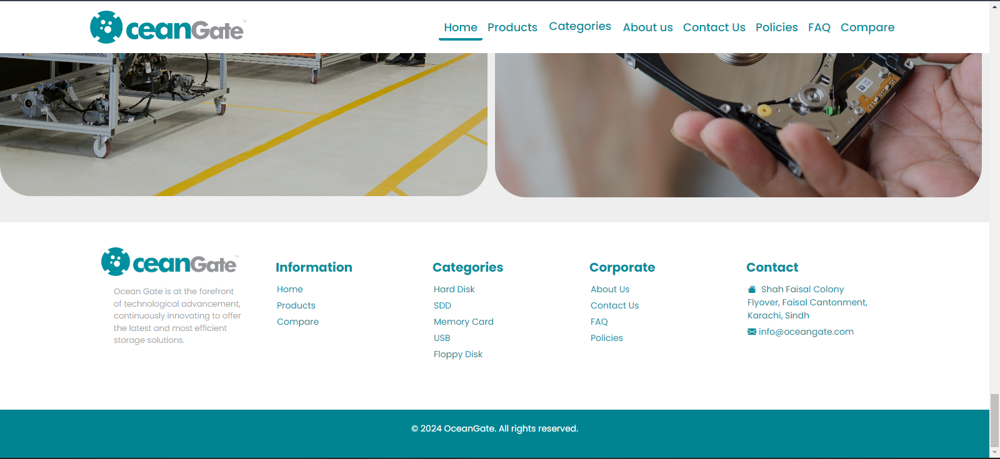 OceanGate™
Home Products Categories About us Contact Us Policies FAQ Compare
OceanGate™
Ocean Gate is at the forefront
of technological advancement,
continuously innovating to offer
the latest and most efficient
storage solutions.
Information
Home
Products
Compare
Categories
Hard Disk
SDD
Memory Card
USB
Floppy Disk
Corporate
About Us
Contact Us
FAQ
Policies
Contact
Shah Faisal Colony
Flyover, Faisal Cantonment,
Karachi, Sindh
info@oceangate.com
© 2024 OceanGate. All rights reserved.